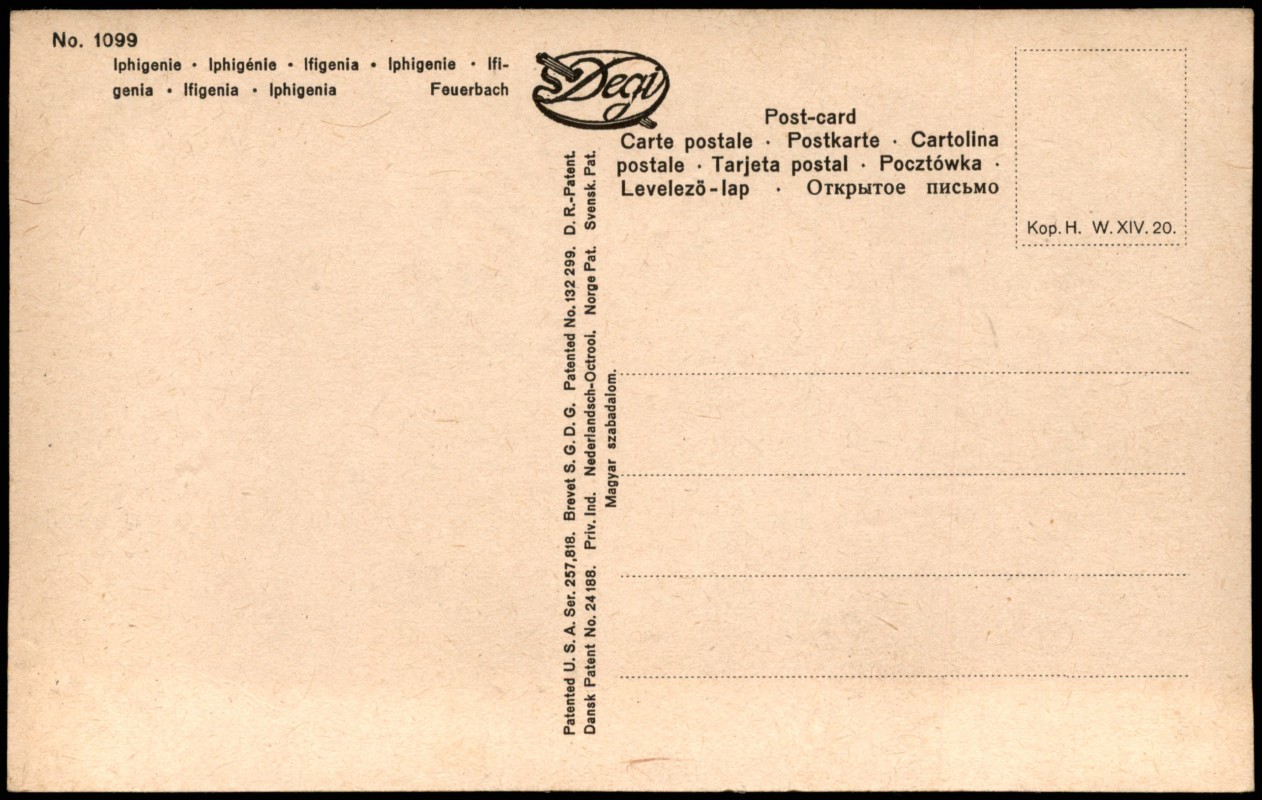 No. 1099
Iphigenie · Iphigénie · Ifigenia · Iphigenie · Ifi-
genia · Ifigenia · Iphigenia Feuerbach
Degi
Post-card
Carte postale · Postkarte · Cartolina
postale · Tarjeta postal · Pocztówka ·
Levelező-lap · Открытое письмо
Kop. H. W. XIV. 20.
Patented U. S. A. Ser. 257,818. Brevet S. G. D. G. Patented No. 132 299. D. R.-Patent.
Dansk Patent No. 24188. Priv. Ind. Nederlandsch-Octrooi. Norge Pat. Svensk. Pat.
Magyar szabadalom.